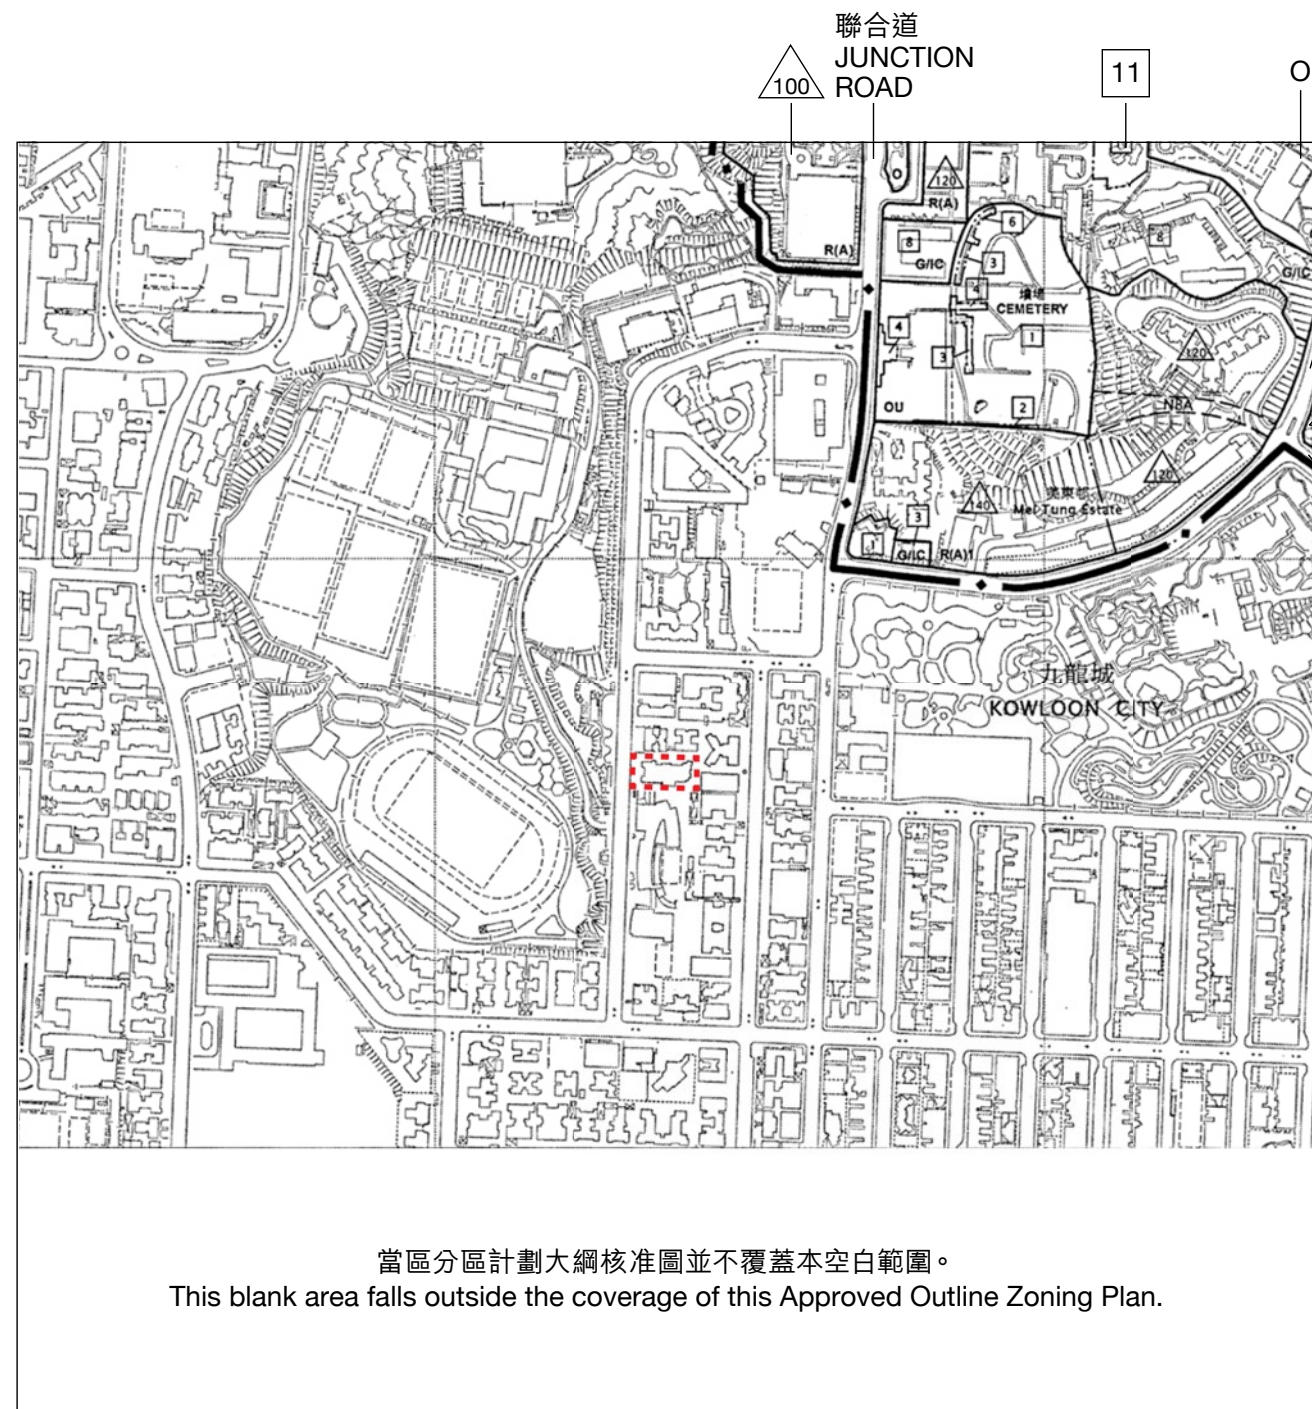 聯合道
JUNCTION
ROAD
100
11
O
O
120
R(A)
6
8
8
R(A)
G/IC
3
G/IC
4
墳場
CEMETERY
4
1
3
120
OU
2
NBA
120
美東邨
140
Mei Tung Estate
3
1
G/IC
R(A)1
九龍城
KOWLOON CITY
當區分區計劃大綱核准圖並不覆蓋本空白範圍。
This blank area falls outside the coverage of this Approved Outline Zoning Plan.